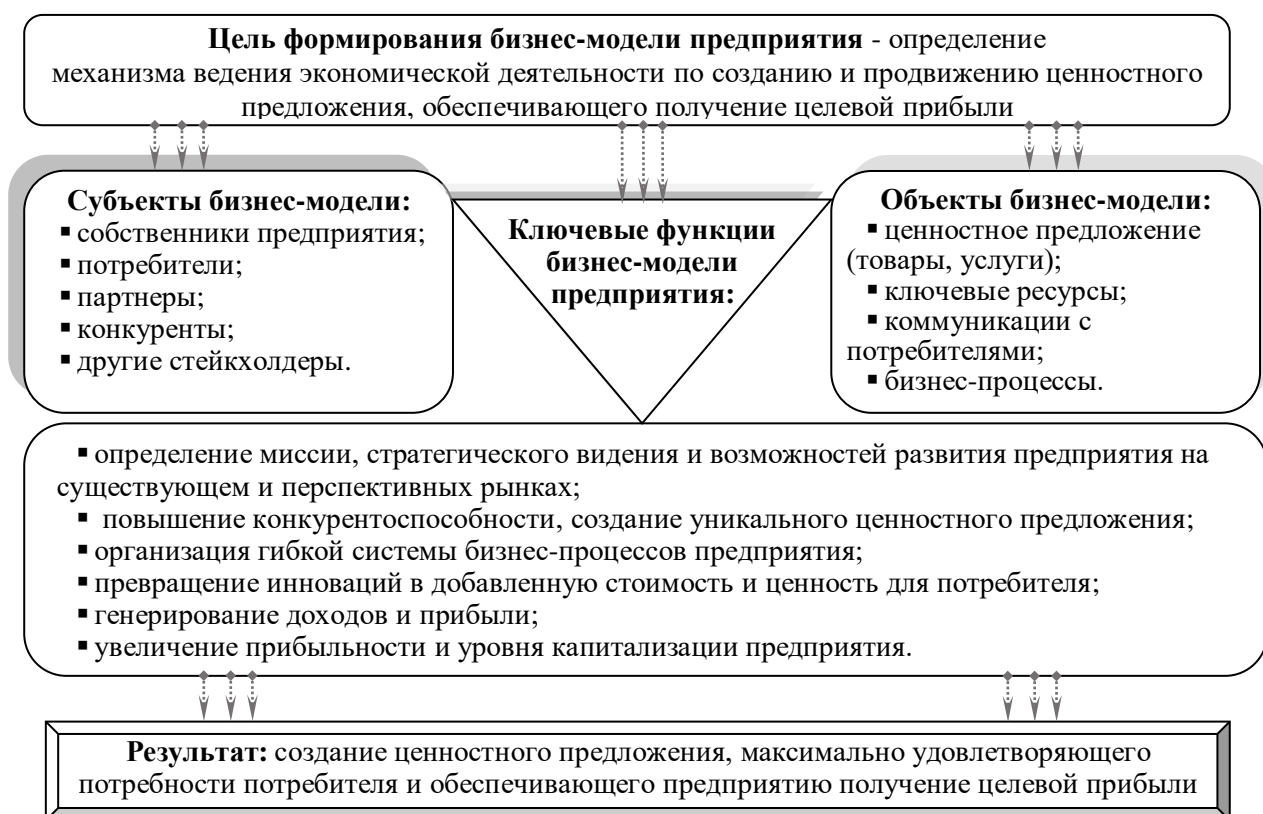 Цель формирования бизнес-модели предприятия - определение
механизма ведения экономической деятельности по созданию и продвижению ценностного
предложения, обеспечивающего получение целевой прибыли
Субъекты бизнес-модели:
▪ собственники предприятия;
▪ потребители;
▪ партнеры;
▪ конкуренты;
▪ другие стейкхолдеры.
Ключевые функции
бизнес-модели
предприятия:
Объекты бизнес-модели:
▪ ценностное предложение
(товары, услуги);
▪ ключевые ресурсы;
▪ коммуникации с
потребителями;
▪ бизнес-процессы.
▪ определение миссии, стратегического видения и возможностей развития предприятия на
существующем и перспективных рынках;
▪ повышение конкурентоспособности, создание уникального ценностного предложения;
▪ организация гибкой системы бизнес-процессов предприятия;
▪ превращение инноваций в добавленную стоимость и ценность для потребителя;
▪ генерирование доходов и прибыли;
▪ увеличение прибыльности и уровня капитализации предприятия.
Результат: создание ценностного предложения, максимально удовлетворяющего
потребности потребителя и обеспечивающего предприятию получение целевой прибыли